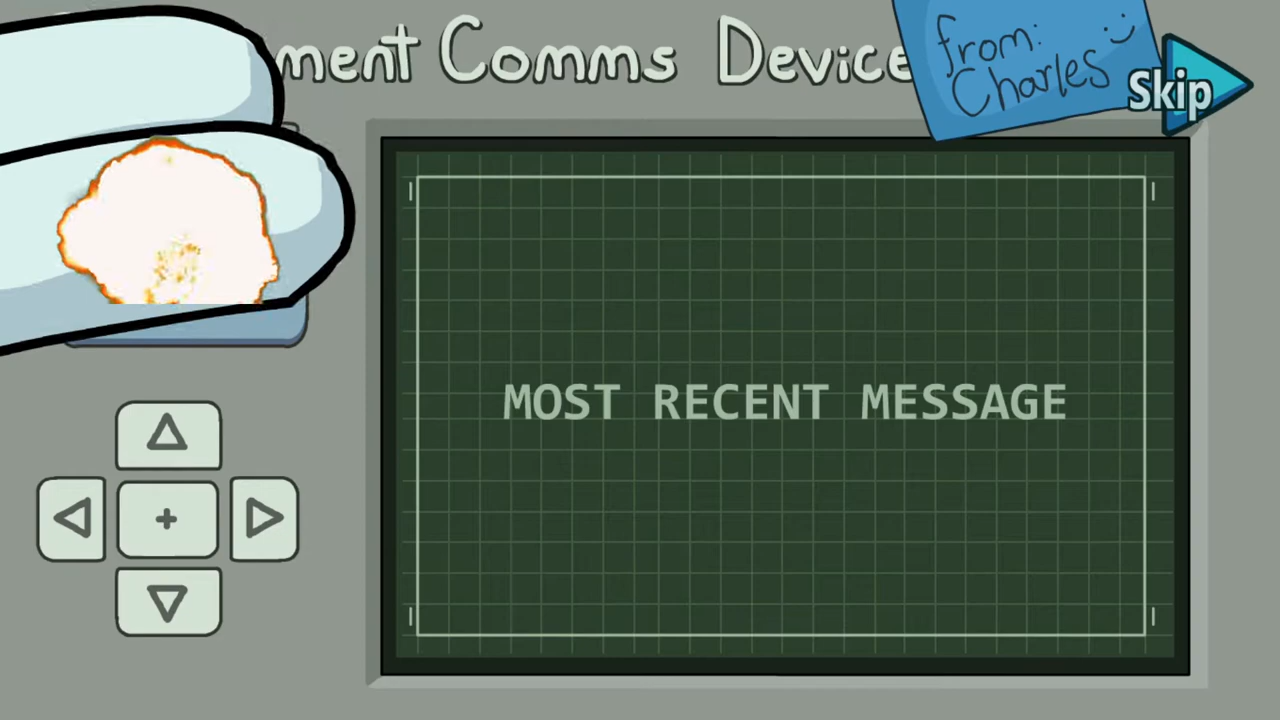 ment Comms Device
from:
Charles :)
Skip
MOST RECENT MESSAGE